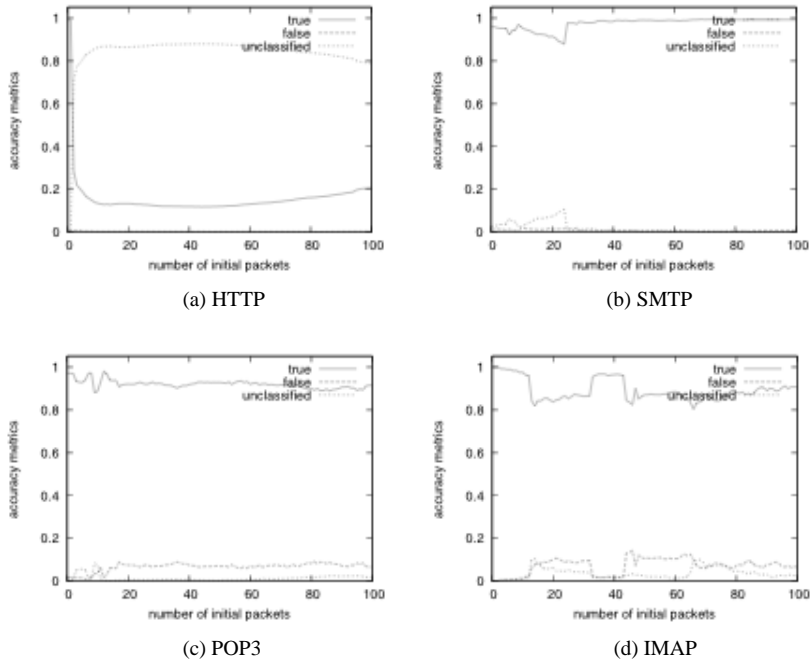 1
0.8
0.6
0.4
0.2
0
accuracy metrics
true
false
unclassified
0 20 40 60 80 100
number of initial packets
(a) HTTP
1
0.8
0.6
0.4
0.2
0
accuracy metrics
true
false
unclassified
0 20 40 60 80 100
number of initial packets
(b) SMTP
1
0.8
0.6
0.4
0.2
0
accuracy metrics
true
false
unclassified
0 20 40 60 80 100
number of initial packets
(c) POP3
1
0.8
0.6
0.4
0.2
0
accuracy metrics
true
false
unclassified
0 20 40 60 80 100
number of initial packets
(d) IMAP